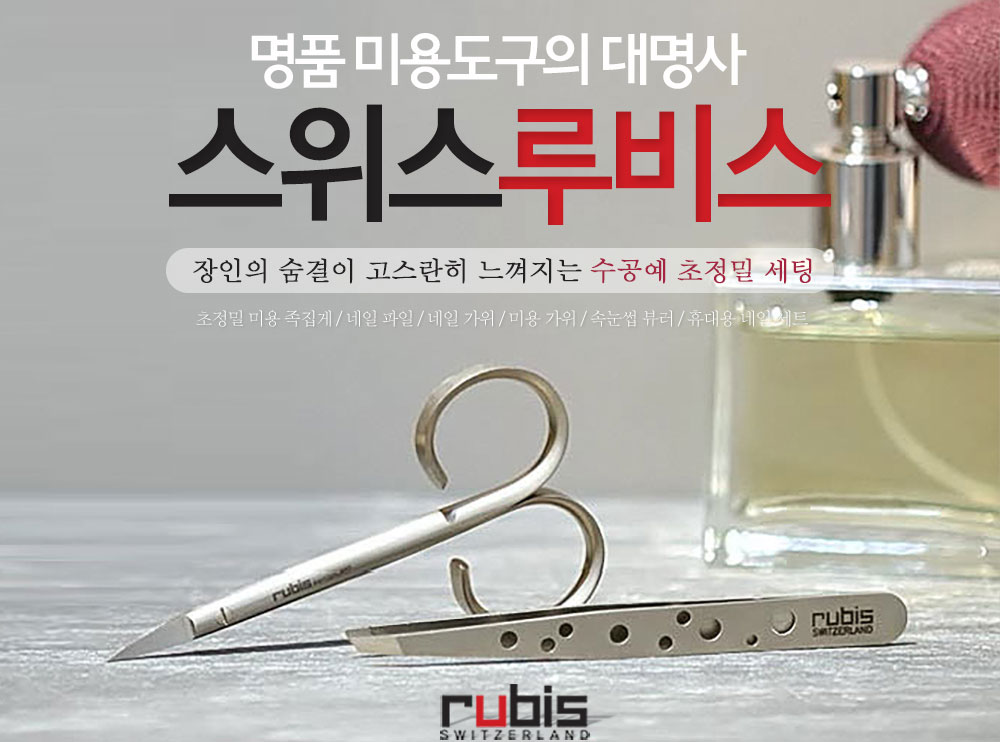 명품 미용도구의 대명사
스위스루비스
장인의 숨결이 고스란히 느껴지는 수공예 초정밀 세팅
초정밀 미용 족집게 / 네일 파일 / 네일 가위 / 미용 가위 / 속눈썹 뷰러 / 휴대용 네일 세트
rubis
rubis
SWITZERLAND
rubis
SWITZERLAND